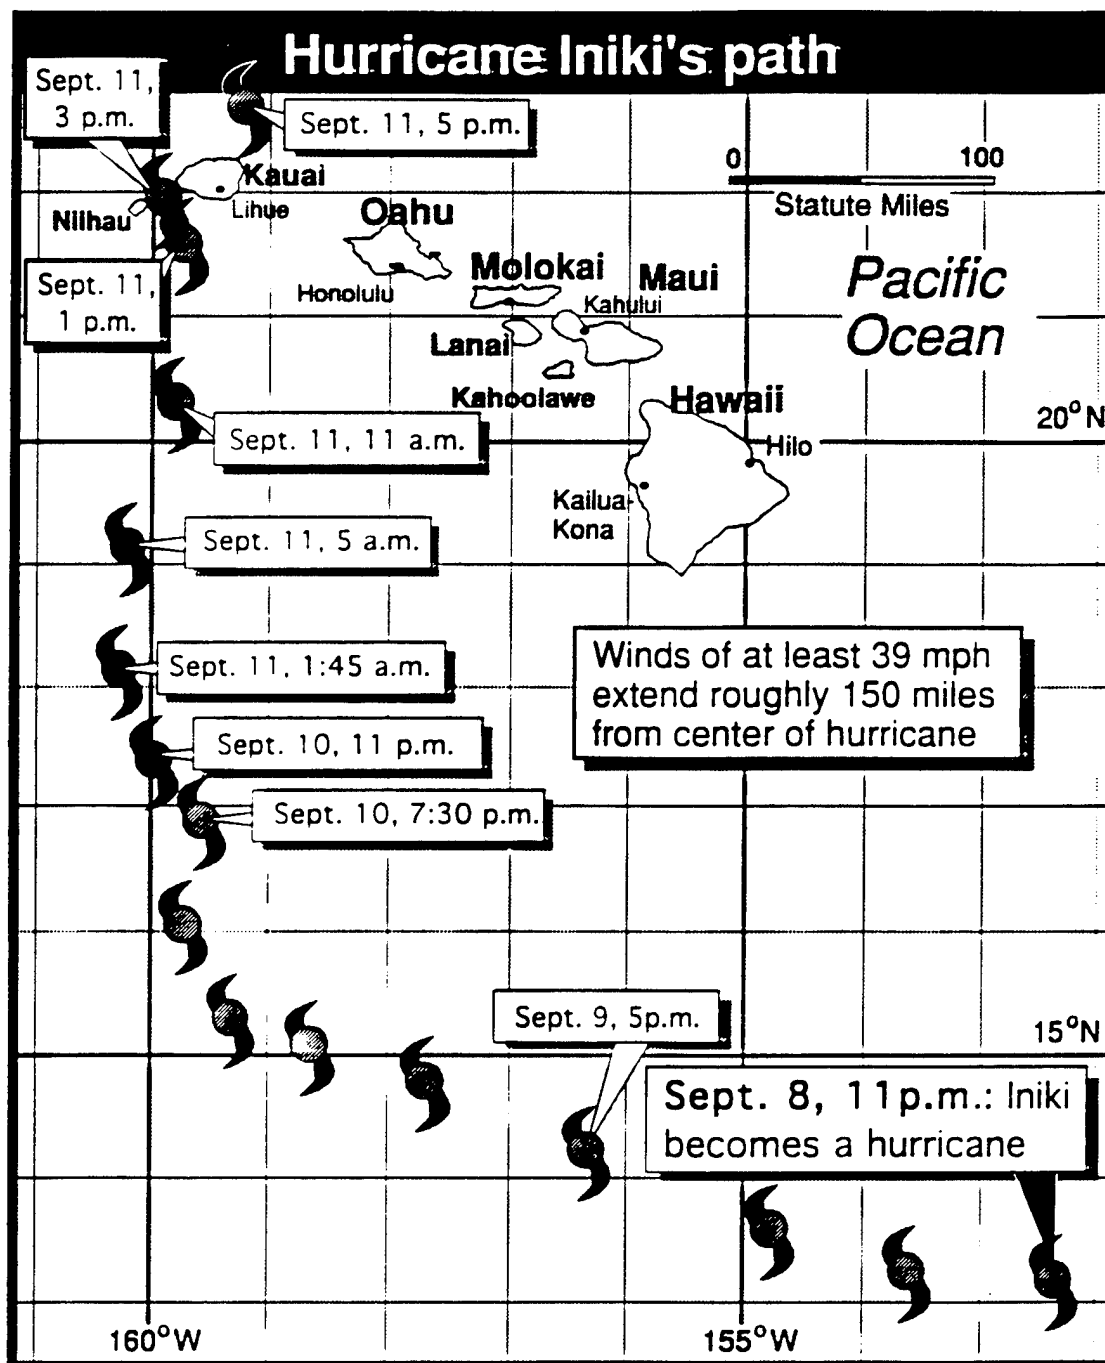 Hurricane Iniki's path
Sept. 11,
3 p.m.
Sept. 11, 5 p.m.
Kauai
Lihue
Niihau
0 100
Statute Miles
Oahu
Honolulu
Molokai
Maui
Kahului
Pacific
Ocean
Sept. 11,
1 p.m.
Lanai
Kahoolawe
Hawaii
20°N
Sept. 11, 11 a.m.
Hilo
Kailua-
Kona
Sept. 11, 5 a.m.
Sept. 11, 1:45 a.m.
Winds of at least 39 mph
extend roughly 150 miles
from center of hurricane
Sept. 10, 11 p.m.
Sept. 10, 7:30 p.m.
Sept. 9, 5p.m.
15°N
Sept. 8, 11p.m.: Iniki
becomes a hurricane
160°W
155°W